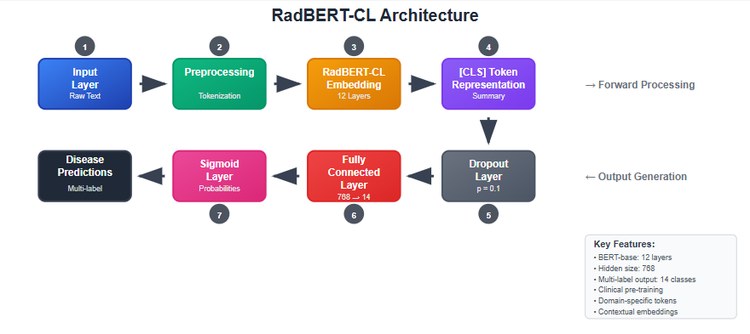 RadBERT-CL Architecture
1
2
3
4
Input
Layer
Raw Text
Preprocessing
Tokenization
RadBERT-CL
Embedding
12 Layers
[CLS] Token
Representation
Summary
→ Forward Processing
Disease
Predictions
Multi-label
Sigmoid
Layer
Probabilities
Fully
Connected
Layer
768 → 14
Dropout
Layer
p = 0.1
← Output Generation
7
6
5
Key Features:
• BERT-base: 12 layers
• Hidden size: 768
• Multi-label output: 14 classes
• Clinical pre-training
• Domain-specific tokens
• Contextual embeddings